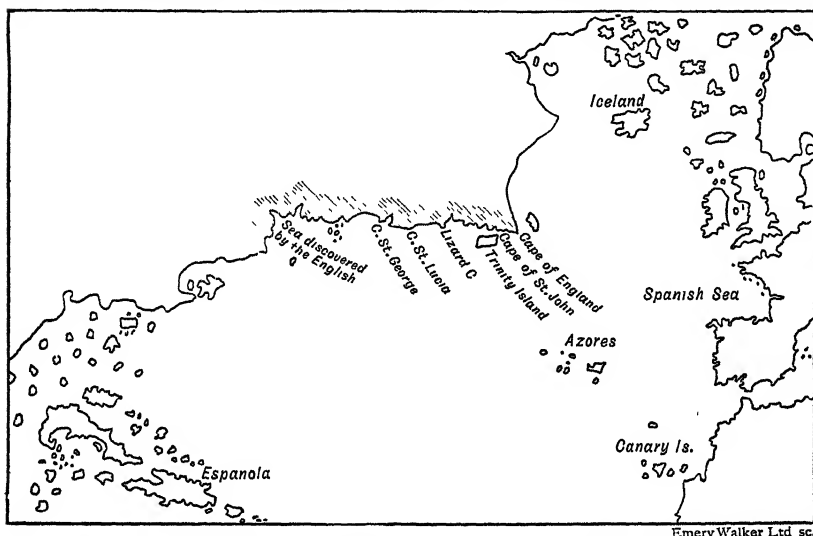 Iceland
Sea discovered
by the English
C. St. George
C. St. Lucia
Lizard C
Trinity Island
Cape of St. John
Cape of England
Spanish Sea
Azores
Canary Is.
Espanola
Emery Walker Ltd. sc.